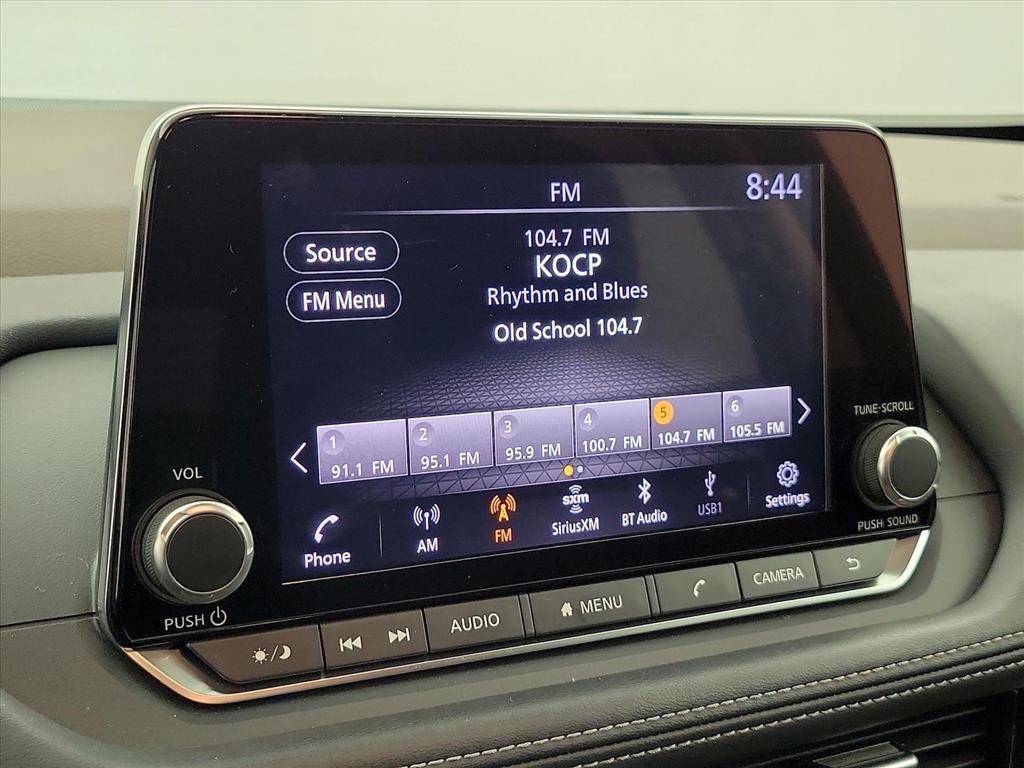 FM
8:44
Source
FM Menu
104.7 FM
KOCP
Rhythm and Blues
Old School 104.7
1
91.1 FM
2
95.1 FM
3
95.9 FM
4
100.7 FM
5
104.7 FM
6
105.5 FM
Phone
AM
FM
sxm
SiriusXM
BT Audio
USB1
Settings
VOL
PUSH
TUNE·SCROLL
PUSH SOUND
AUDIO
MENU
CAMERA